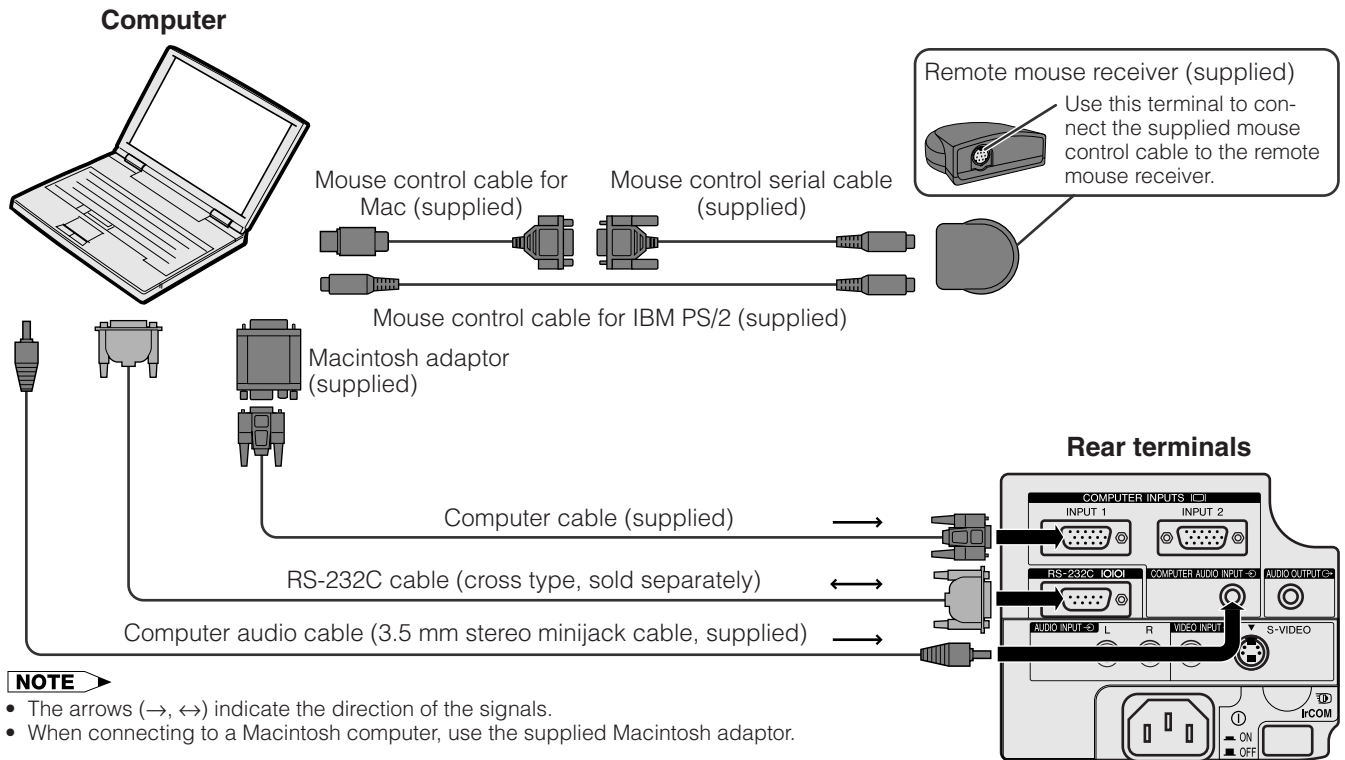 Computer
Remote mouse receiver (supplied)
Use this terminal to con-
nect the supplied mouse
control cable to the remote
mouse receiver.
Mouse control cable for
Mac (supplied)
Mouse control serial cable
(supplied)
Mouse control cable for IBM PS/2 (supplied)
Macintosh adaptor
(supplied)
Rear terminals
COMPUTER INPUTS
INPUT 1
INPUT 2
Computer cable (supplied) →
RS-232C cable (cross type, sold separately) ↔
RS-232C IOIOI
COMPUTER AUDIO INPUT
AUDIO OUTPUT
Computer audio cable (3.5 mm stereo minijack cable, supplied) →
AUDIO INPUT
L
R
VIDEO INPUT
S-VIDEO
IrCOM
ON
OFF
NOTE
• The arrows (→, ↔) indicate the direction of the signals.
• When connecting to a Macintosh computer, use the supplied Macintosh adaptor.